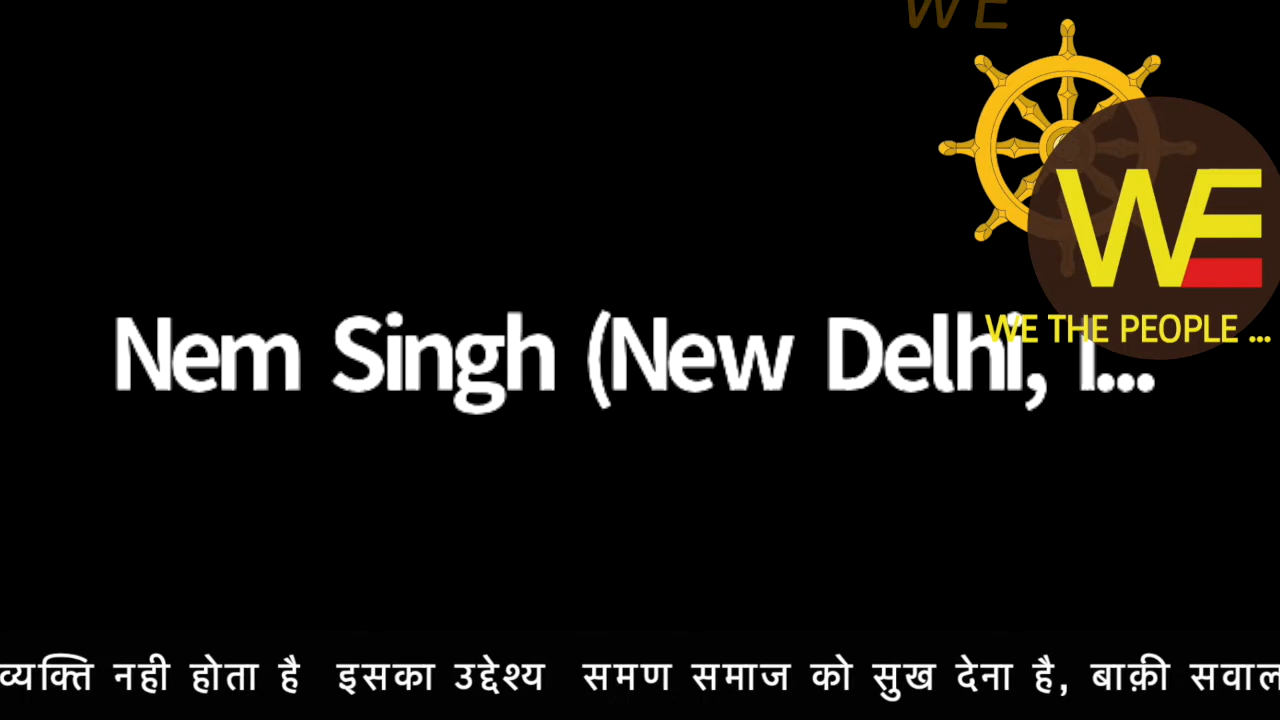 WE
WE
WE THE PEOPLE ...
Nem Singh (New Delhi, I...
व्यक्ति नही होता है इसका उद्देश्य समण समाज को सुख देना है, बाक़ी सवाल